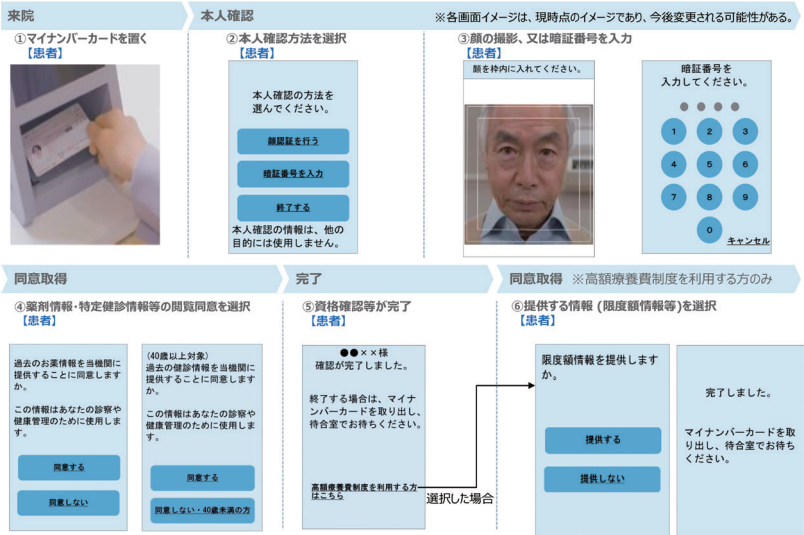 来院
本人確認
※各画面イメージは、現時点のイメージであり、今後変更される可能性がある。
①マイナンバーカードを置く
【患者】
②本人確認方法を選択
【患者】
本人確認の方法を
選んでください。
顔認証を行う
暗証番号を入力
終了する
本人確認の情報は、他の
目的には使用しません。
③顔の撮影、又は暗証番号を入力
【患者】
顔を枠内に入れてください。
暗証番号を
入力してください。
1 2 3
4 5 6
7 8 9
0
キャンセル
同意取得
完了
同意取得 ※高額療養費制度を利用する方のみ
④薬剤情報・特定健診情報等の閲覧同意を選択
【患者】
過去のお薬情報を当機関に
提供することに同意します
か。
この情報はあなたの診察や
健康管理のために使用しま
す。
同意する
同意しない
(40歳以上対象)
過去の健診情報を当機関に
提供することに同意します
か。
この情報はあなたの診察や
健康管理のために使用しま
す。
同意する
同意しない・40歳未満の方
⑤資格確認等が完了
【患者】
●●××様
確認が完了しました。
終了する場合は、マイナ
ンバーカードを取り出し、
待合室でお待ちください。
高額療養費制度を利用する方
はこちら
選択した場合
⑥提供する情報 (限度額情報等)を選択
【患者】
限度額情報を提供します
か。
提供する
提供しない
完了しました。
マイナンバーカードを取
り出し、待合室でお待ち
ください。